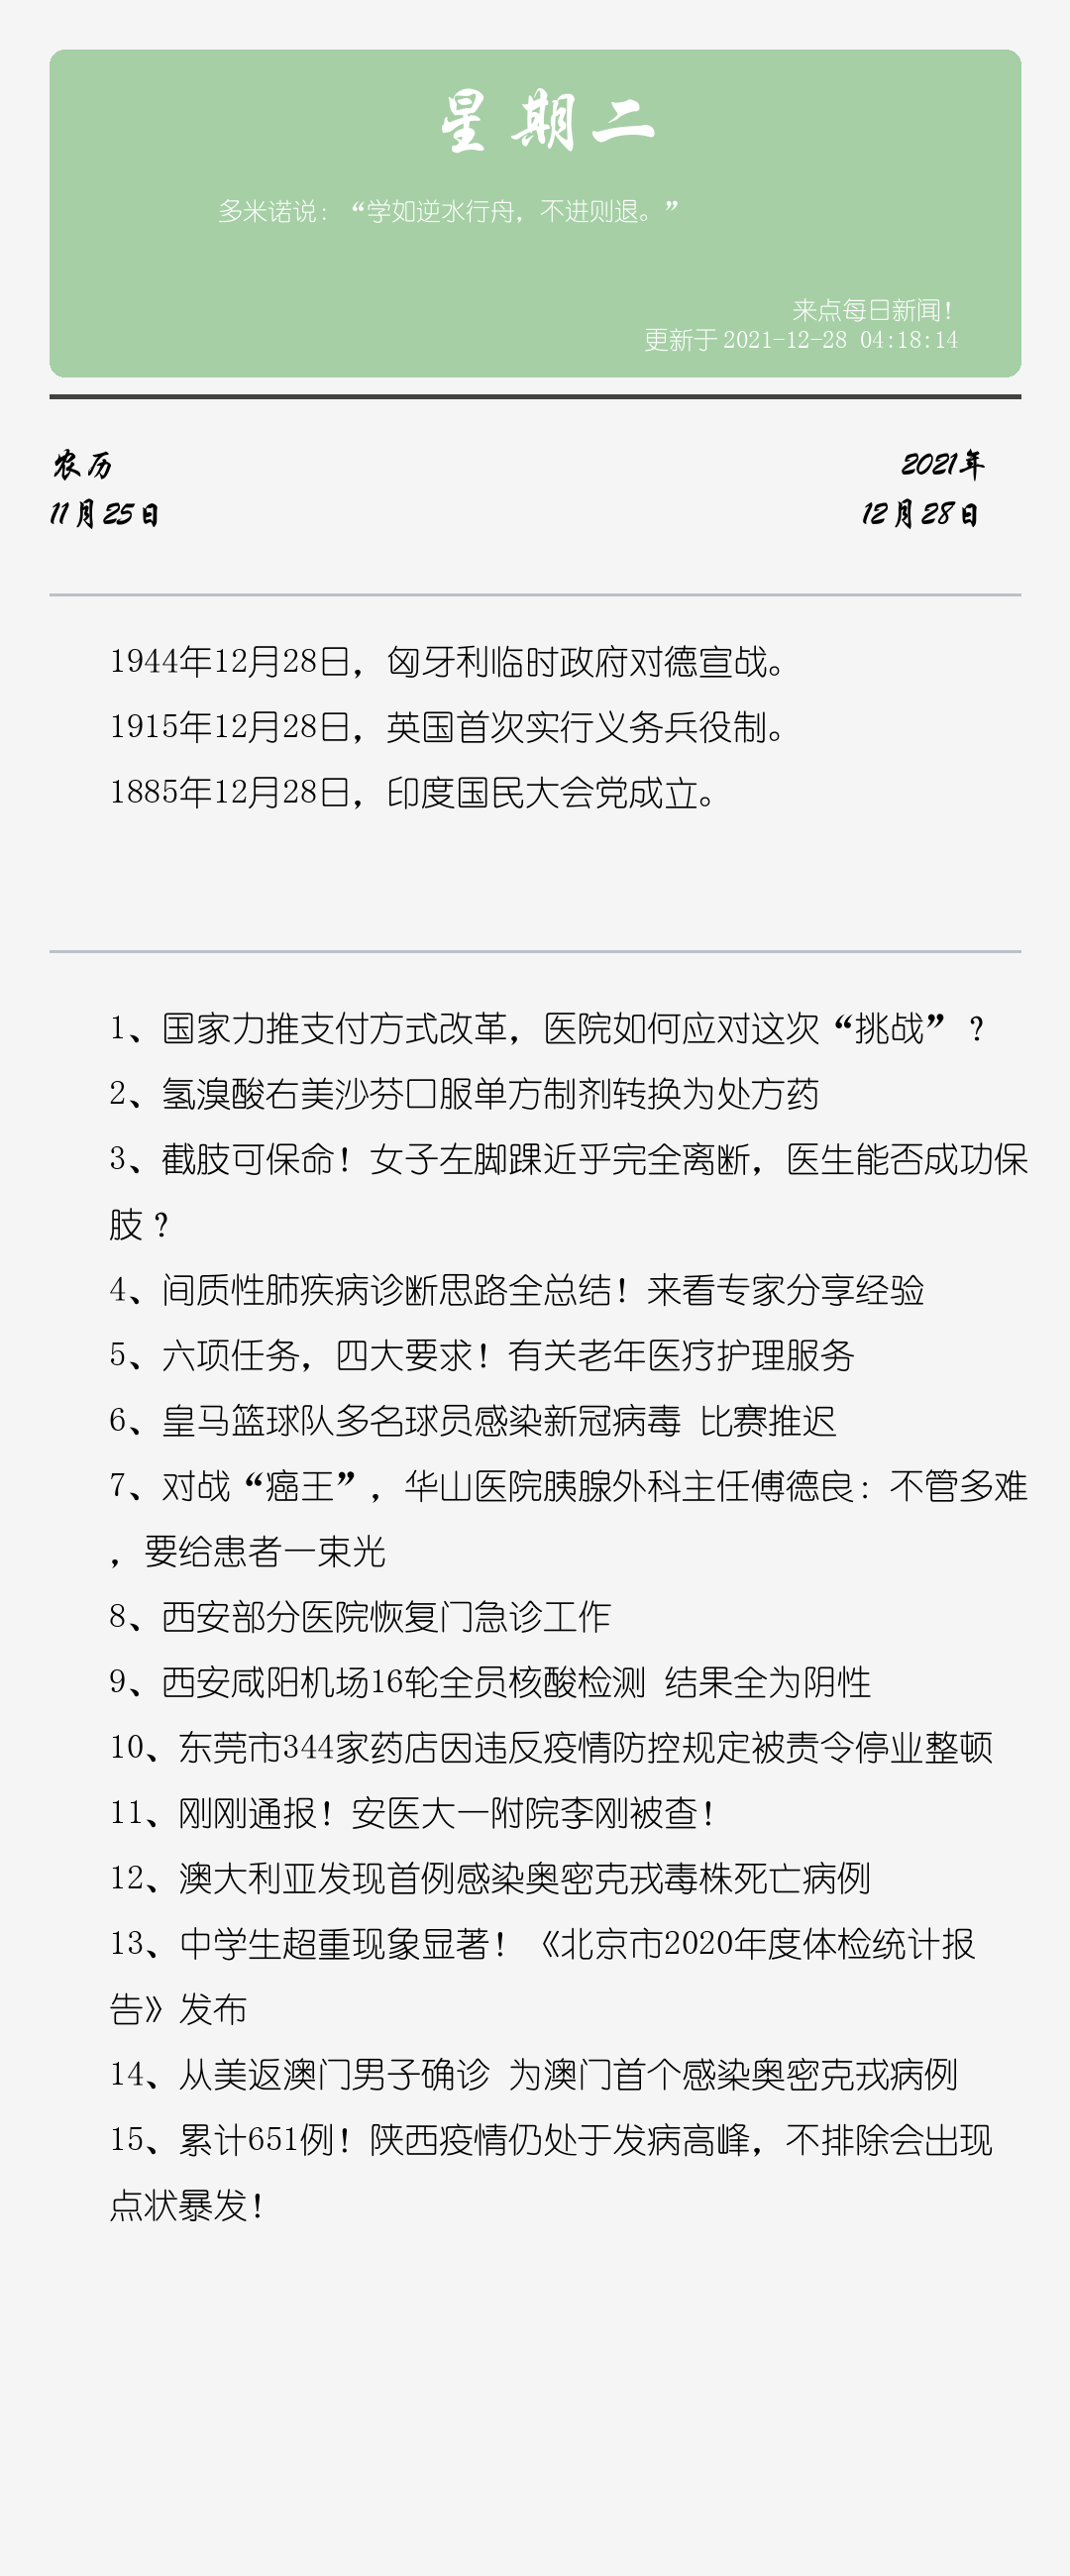 星期二
多米诺说：“学如逆水行舟，不进则退。”
来点每日新闻！
更新于 2021-12-28 04:18:14
农历
2021年
11月25日
12月28日
1944年12月28日，匈牙利临时政府对德宣战。
1915年12月28日，英国首次实行义务兵役制。
1885年12月28日，印度国民大会党成立。
1、国家力推支付方式改革，医院如何应对这次“挑战”？
2、氢溴酸右美沙芬口服单方制剂转换为处方药
3、截肢可保命！女子左脚踝近乎完全离断，医生能否成功保
肢？
4、间质性肺疾病诊断思路全总结！来看专家分享经验
5、六项任务，四大要求！有关老年医疗护理服务
6、皇马篮球队多名球员感染新冠病毒 比赛推迟
7、对战“癌王”，华山医院胰腺外科主任傅德良：不管多难
，要给患者一束光
8、西安部分医院恢复门急诊工作
9、西安咸阳机场16轮全员核酸检测 结果全为阴性
10、东莞市344家药店因违反疫情防控规定被责令停业整顿
11、刚刚通报！安医大一附院李刚被查！
12、澳大利亚发现首例感染奥密克戎毒株死亡病例
13、中学生超重现象显著！《北京市2020年度体检统计报
告》发布
14、从美返澳门男子确诊 为澳门首个感染奥密克戎病例
15、累计651例！陕西疫情仍处于发病高峰，不排除会出现
点状暴发！